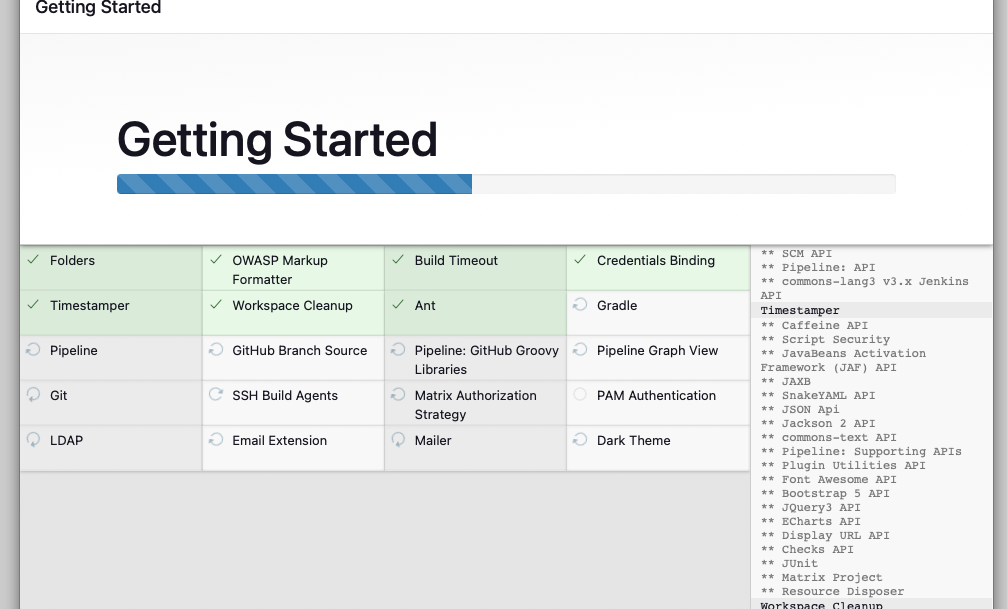 Getting Started
Getting Started
Folders
OWASP Markup
Formatter
Build Timeout
Credentials Binding
Timestamper
Workspace Cleanup
Ant
Gradle
Pipeline
GitHub Branch Source
Pipeline: GitHub Groovy
Libraries
Pipeline Graph View
Git
SSH Build Agents
Matrix Authorization
Strategy
PAM Authentication
LDAP
Email Extension
Mailer
Dark Theme
** SCM API
** Pipeline: API
** commons-lang3 v3.x Jenkins
API
Timestamper
** Caffeine API
** Script Security
** JavaBeans Activation
Framework (JAF) API
** JAXB
** SnakeYAML API
** JSON Api
** Jackson 2 API
** commons-text API
** Pipeline: Supporting APIs
** Plugin Utilities API
** Font Awesome API
** Bootstrap 5 API
** JQuery3 API
** ECharts API
** Display URL API
** Checks API
** JUnit
** Matrix Project
** Resource Disposer
Workspace Cleanup